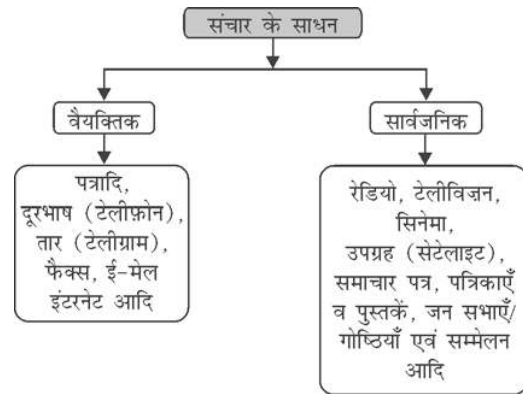 संचार के साधन
वैयक्तिक
पत्रादि,
दूरभाष (टेलीफ़ोन),
तार (टेलीग्राम),
फैक्स, ई-मेल
इंटरनेट आदि
सार्वजनिक
रेडियो, टेलीविज़न,
सिनेमा,
उपग्रह (सेटेलाइट),
समाचार पत्र, पत्रिकाएँ
व पुस्तकें, जन सभाएँ/
गोष्ठियाँ एवं सम्मेलन
आदि